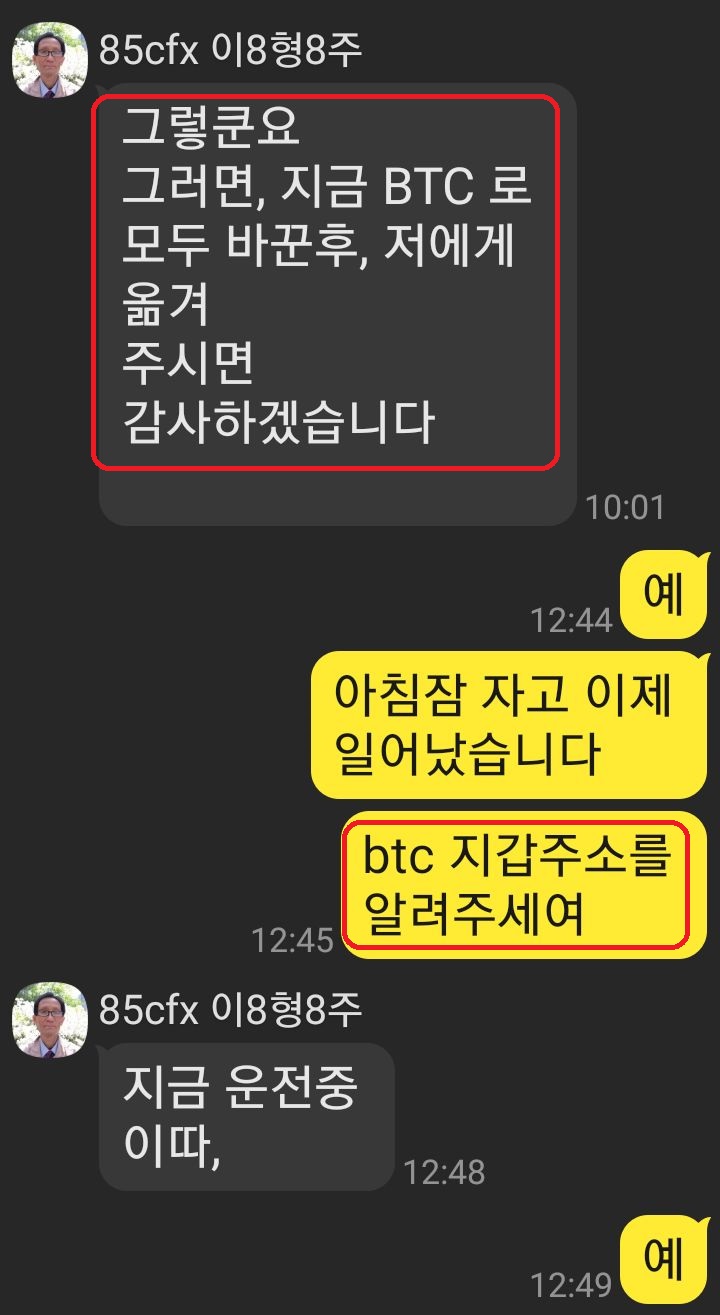 85cfx 이8형8주
그렇쿤요
그러면, 지금 BTC 로
모두 바꾼후, 저에게
옮겨
주시면
감사하겠습니다
10:01
예
12:44
아침잠 자고 이제
일어났습니다
btc 지갑주소를
알려주세여
12:45
85cfx 이8형8주
지금 운전중
이따,
12:48
예
12:49